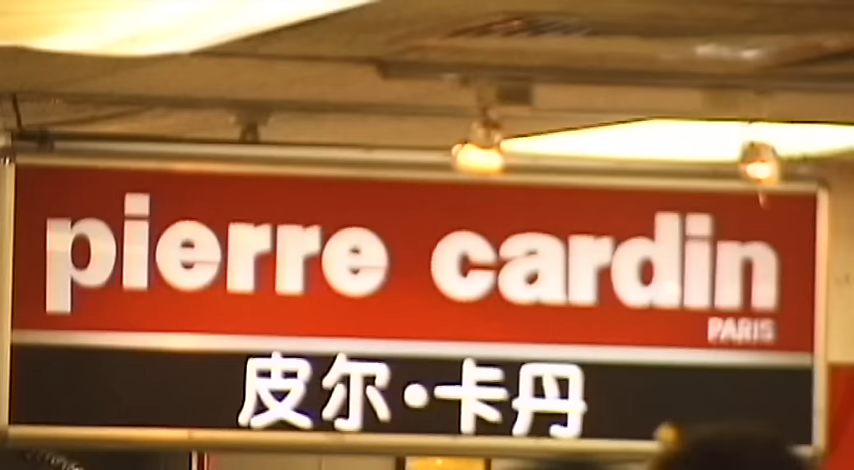 pierre cardin
PARIS
皮尔·卡丹